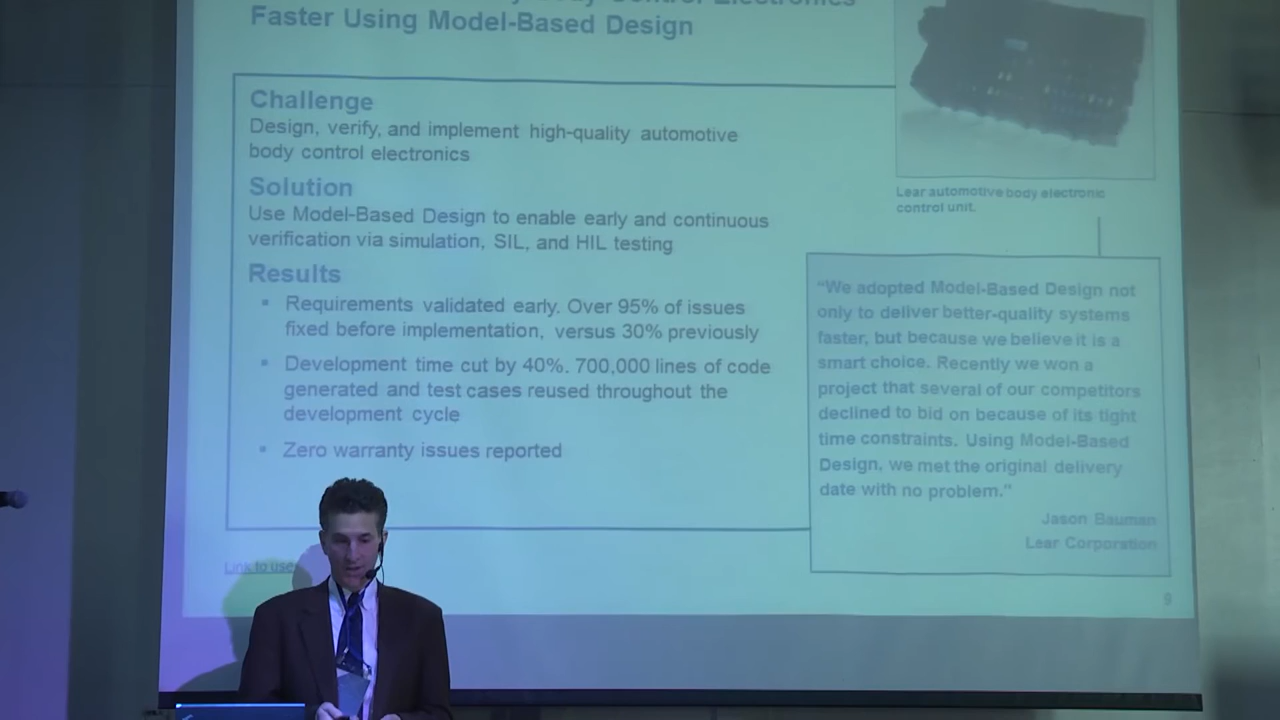 Body Control Electronics
Faster Using Model-Based Design
Challenge
Design, verify, and implement high-quality automotive
body control electronics
Solution
Use Model-Based Design to enable early and continuous
verification via simulation, SIL, and HIL testing
Results
▪ Requirements validated early. Over 95% of issues
fixed before implementation, versus 30% previously
▪ Development time cut by 40%. 700,000 lines of code
generated and test cases reused throughout the
development cycle
▪ Zero warranty issues reported
Link to user
Lear automotive body electronic
control unit.
“We adopted Model-Based Design not
only to deliver better-quality systems
faster, but because we believe it is a
smart choice. Recently we won a
project that several of our competitors
declined to bid on because of its tight
time constraints. Using Model-Based
Design, we met the original delivery
date with no problem.”
Jason Bauman
Lear Corporation
9